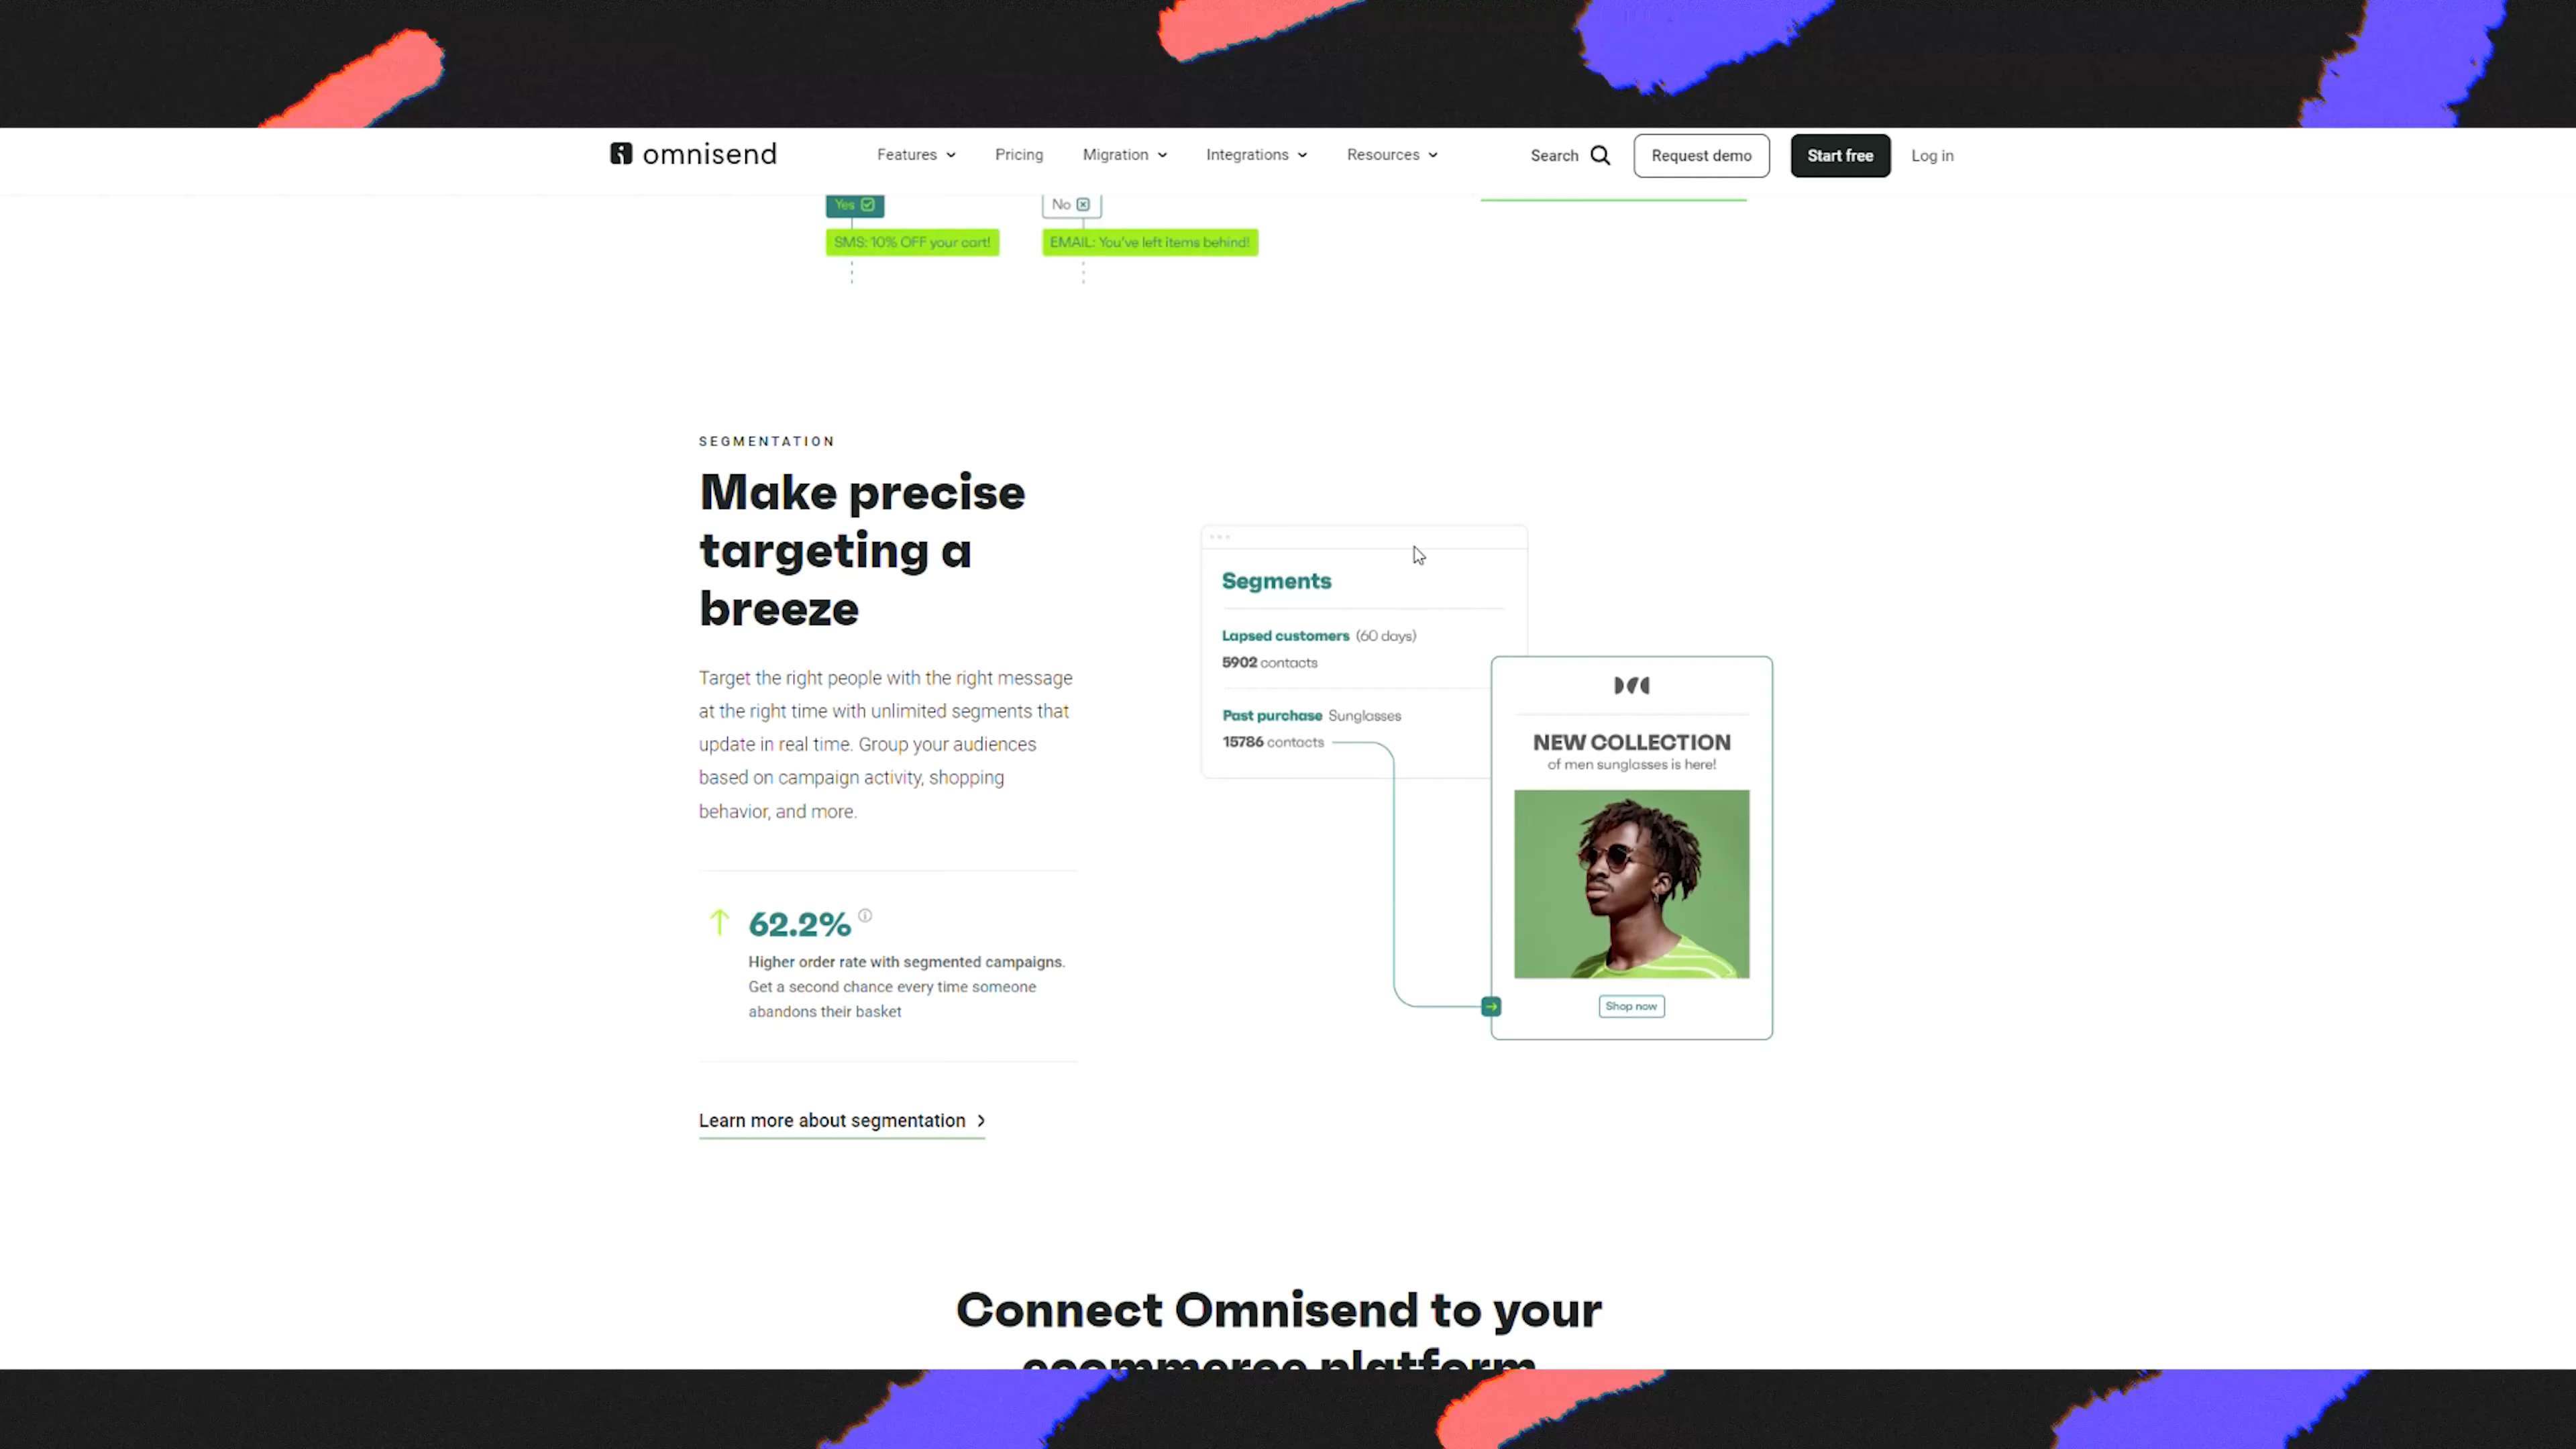 omnisend
Features
Pricing
Migration
Integrations
Resources
Search
Request demo
Start free
Log in
Yes
No
SMS: 10% OFF your cart!
EMAIL: You've left items behind!
SEGMENTATION
Make precise
targeting a
breeze
Target the right people with the right message
at the right time with unlimited segments that
update in real time. Group your audiences
based on campaign activity, shopping
behavior, and more.
62.2%
Higher order rate with segmented campaigns.
Get a second chance every time someone
abandons their basket
Learn more about segmentation
Segments
Lapsed customers (60 days)
5902 contacts
Past purchase Sunglasses
15786 contacts
NEW COLLECTION
of men sunglasses is here!
Shop now
Connect Omnisend to your
ecommerce platform